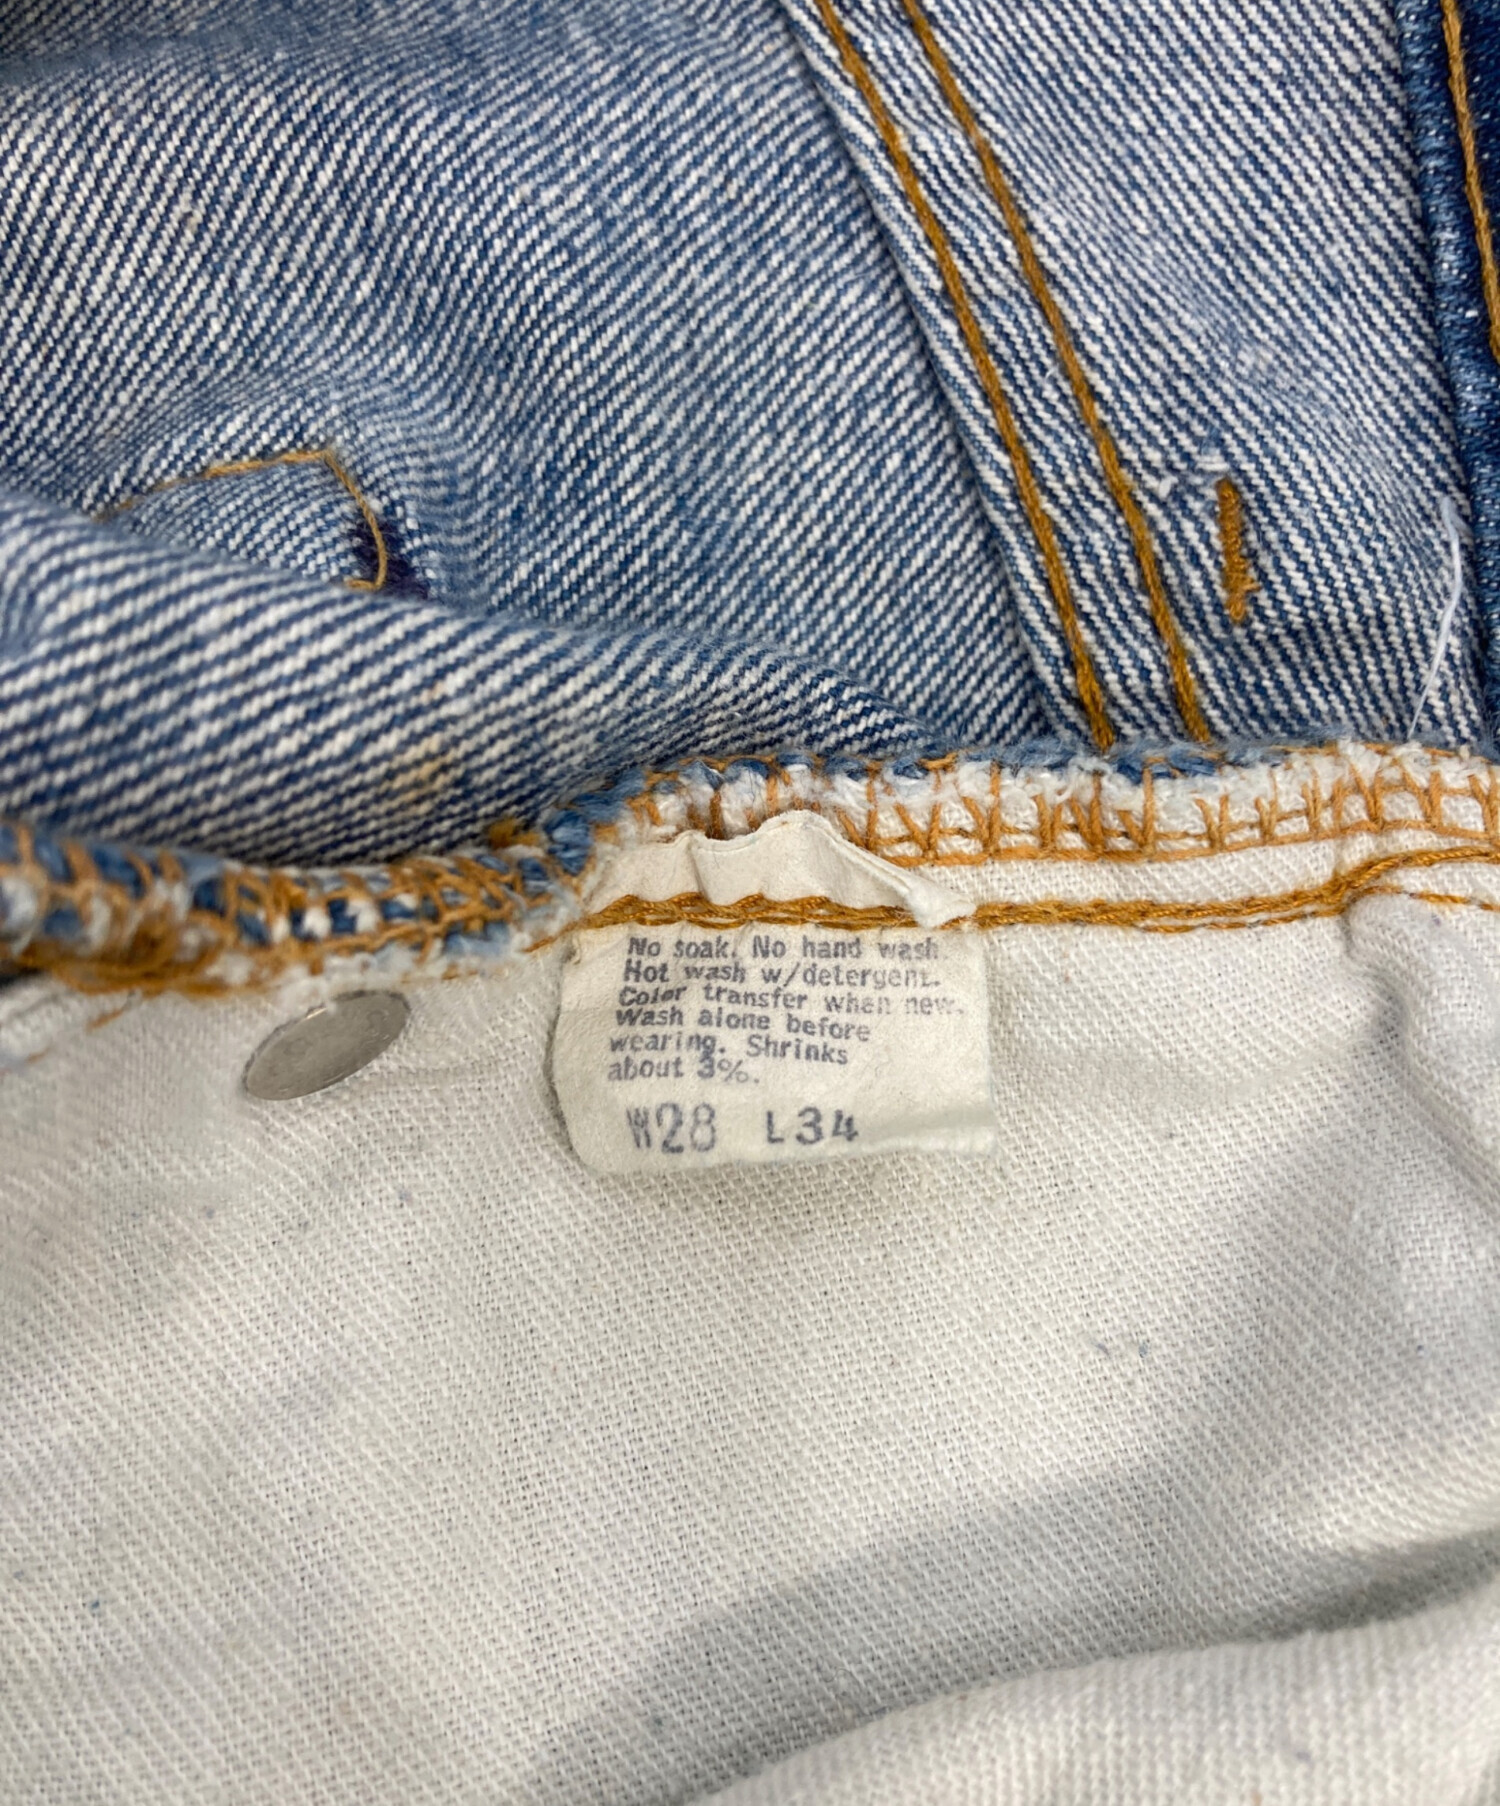 No soak. No hand wash
Hot wash w/detergent.
Color transfer when new.
Wash alone before
wearing. Shrinks
about 3%.
W28 L34